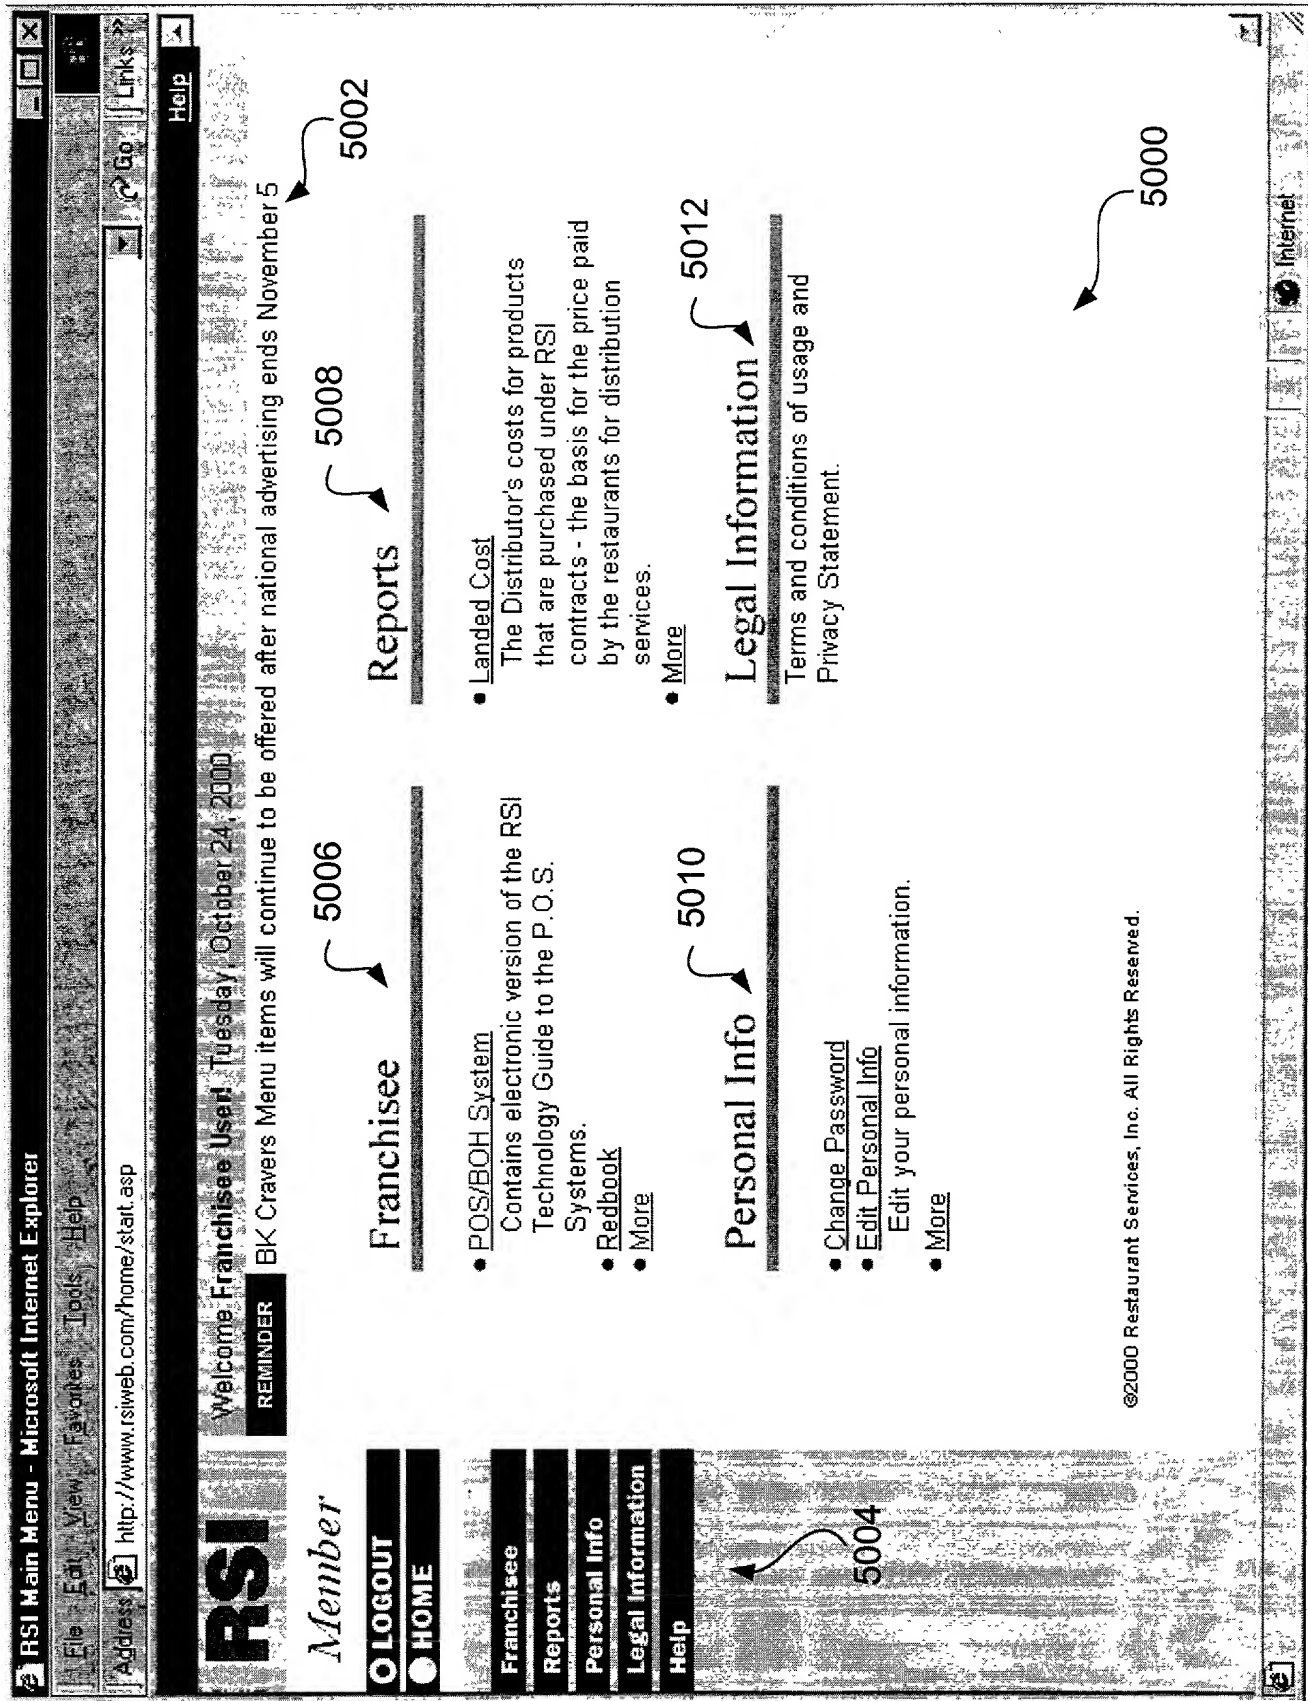 RSI Main Menu - Microsoft Internet Explorer
File Edit View Favorites Tools Help
Address http://www.rsiweb.com/home/start.asp Go Links »
Help
RSI
Welcome Franchisee User! Tuesday, October 24, 2000
REMINDER BK Cravers Menu items will continue to be offered after national advertising ends November 5
5002
Member
LOGOUT
HOME
Franchisee
Reports
Personal Info
Legal Information
Help
5004
Franchisee
5006
• POS/BOH System
Contains electronic version of the RSI
Technology Guide to the P.O.S.
Systems.
• Redbook
• More
Reports
5008
• Landed Cost
The Distributor's costs for products
that are purchased under RSI
contracts - the basis for the price paid
by the restaurants for distribution
services.
• More
Personal Info
5010
• Change Password
• Edit Personal Info
Edit your personal information.
• More
Legal Information
5012
Terms and conditions of usage and
Privacy Statement.
5000
©2000 Restaurant Services, Inc. All Rights Reserved.
Internet